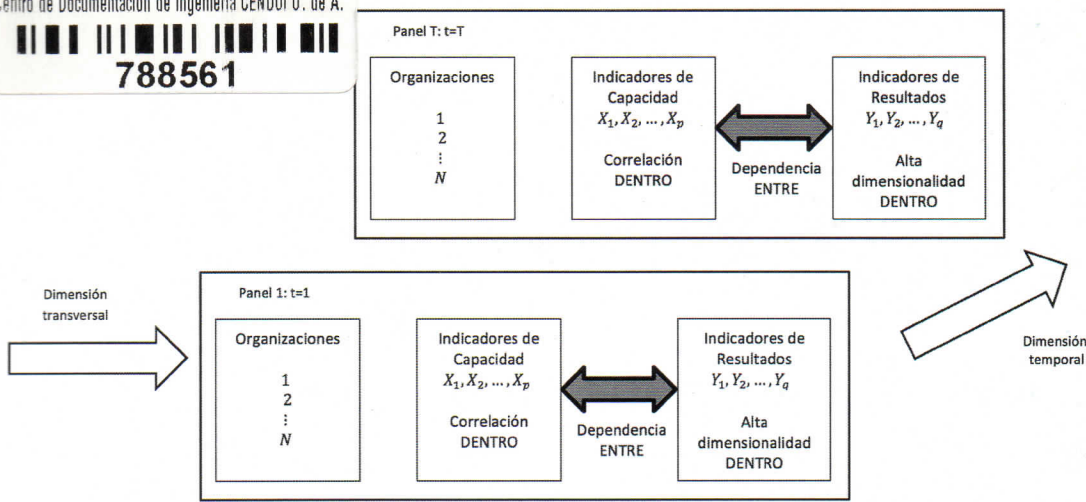 Centro de Documentación de Ingeniería CENDOI U. de A.
788561
Panel T: t=T
Organizaciones
1
2
⋮
N
Indicadores de
Capacidad
X₁, X₂, ..., Xₚ
Correlación
DENTRO
Dependencia
ENTRE
Indicadores de
Resultados
Y₁, Y₂, ..., Y_q
Alta
dimensionalidad
DENTRO
Dimensión
transversal
Panel 1: t=1
Organizaciones
1
2
⋮
N
Indicadores de
Capacidad
X₁, X₂, ..., Xₚ
Correlación
DENTRO
Dependencia
ENTRE
Indicadores de
Resultados
Y₁, Y₂, ..., Y_q
Alta
dimensionalidad
DENTRO
Dimensión
temporal